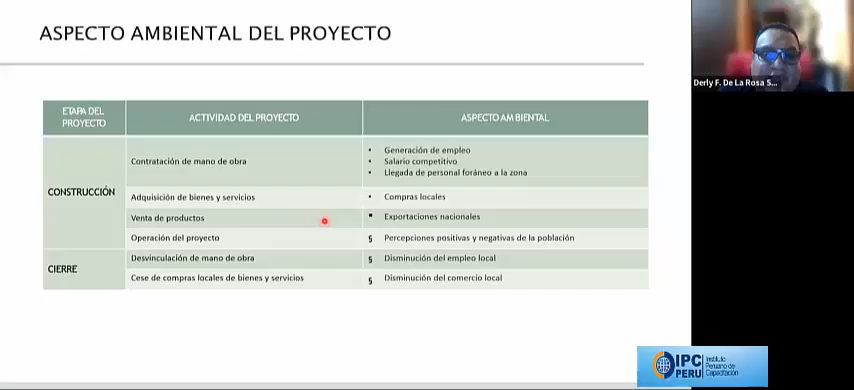 ASPECTO AMBIENTAL DEL PROYECTO
Derly F. De La Rosa S...
ETAPA DEL
PROYECTO
ACTIVIDAD DEL PROYECTO
ASPECTO AMBIENTAL
CONSTRUCCIÓN
Contratación de mano de obra
• Generación de empleo
• Salario competitivo
• Llegada de personal foráneo a la zona
Adquisición de bienes y servicios
• Compras locales
Venta de productos
▪ Exportaciones nacionales
Operación del proyecto
§ Percepciones positivas y negativas de la población
CIERRE
Desvinculación de mano de obra
§ Disminución del empleo local
Cese de compras locales de bienes y servicios
§ Disminución del comercio local
IPC
PERU
Instituto
Peruano de
Capacitación